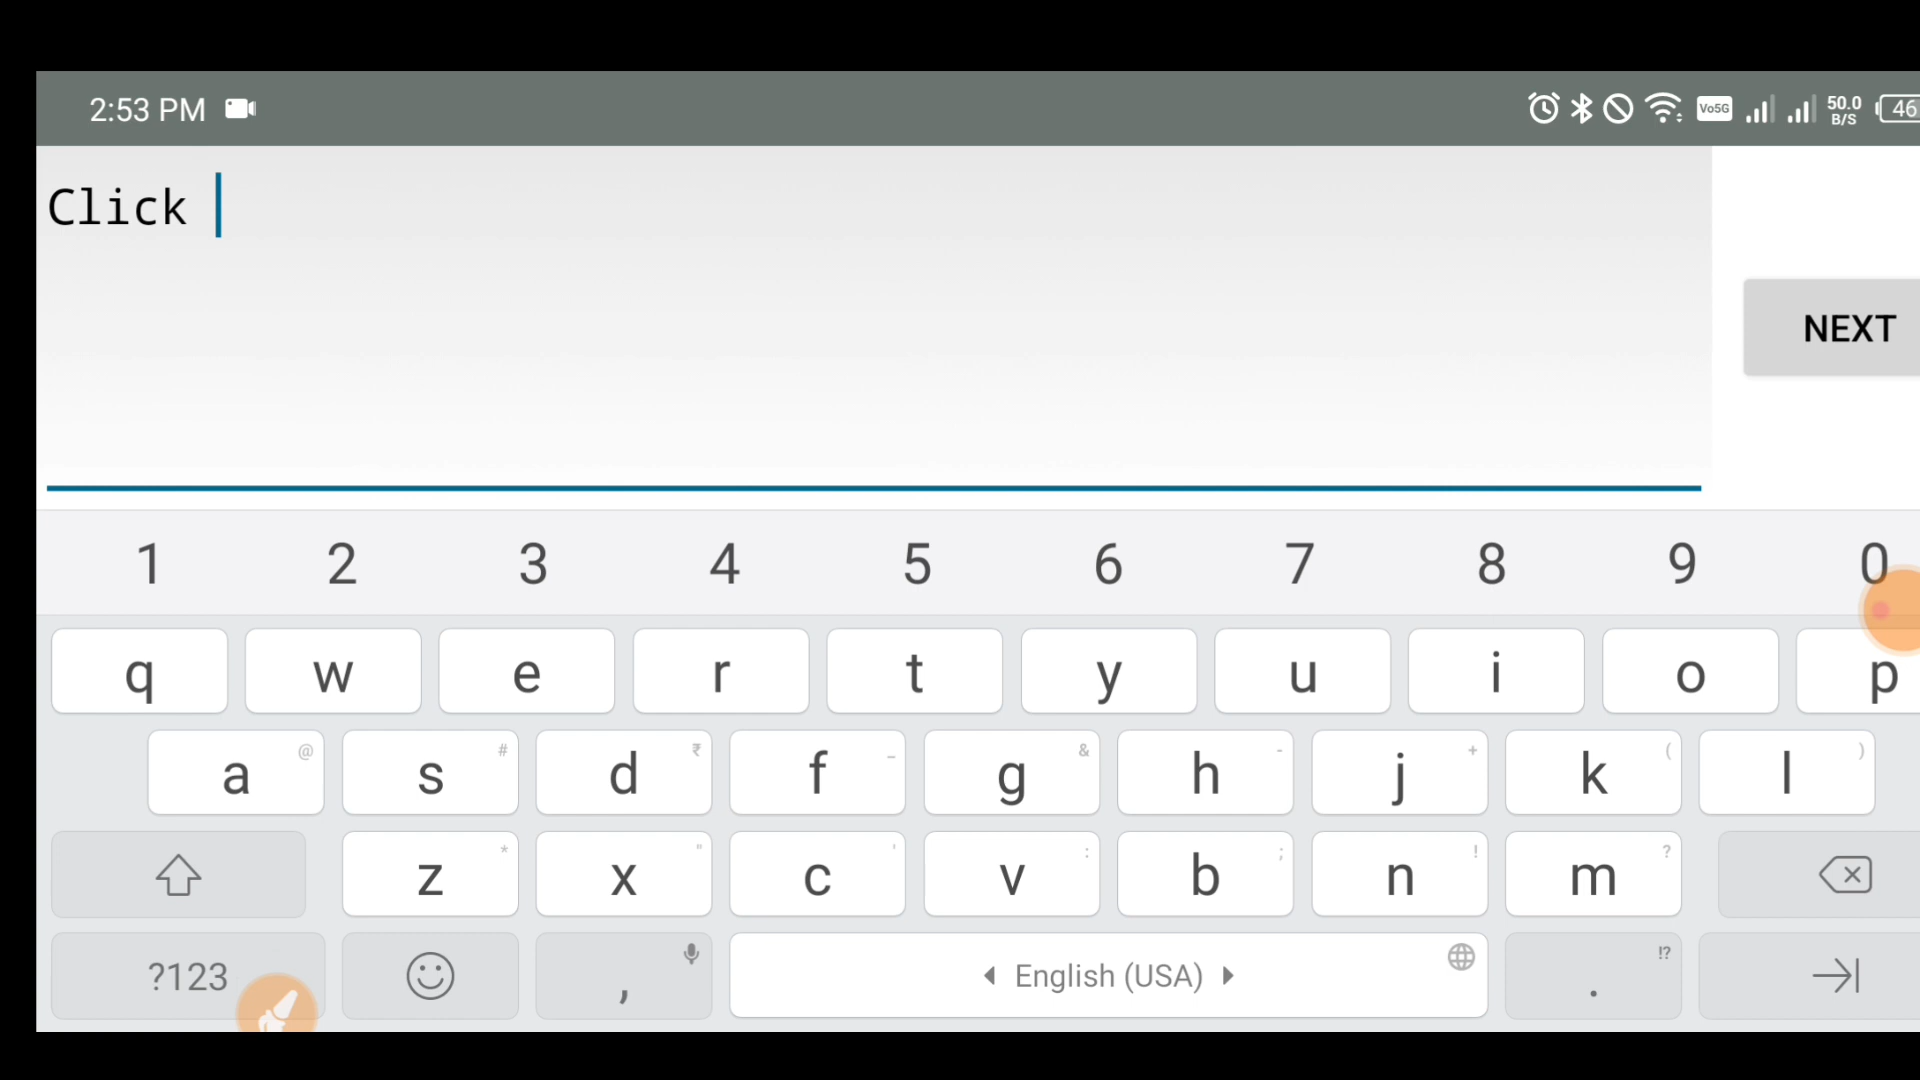 2:53 PM Vo5G 50.0 B/S 46
Click
NEXT
1 2 3 4 5 6 7 8 9 0
q w e r t y u i o p
a @ s # d ₹ f _ g & h - j + k ( l )
z * x " c ' v : b ; n ! m ?
?123 , English (USA) . !?